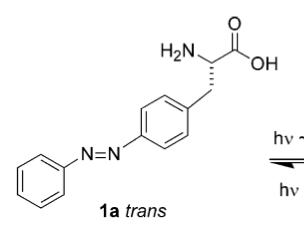 O
H₂N
OH
N=N
hν ~
hν
1a trans